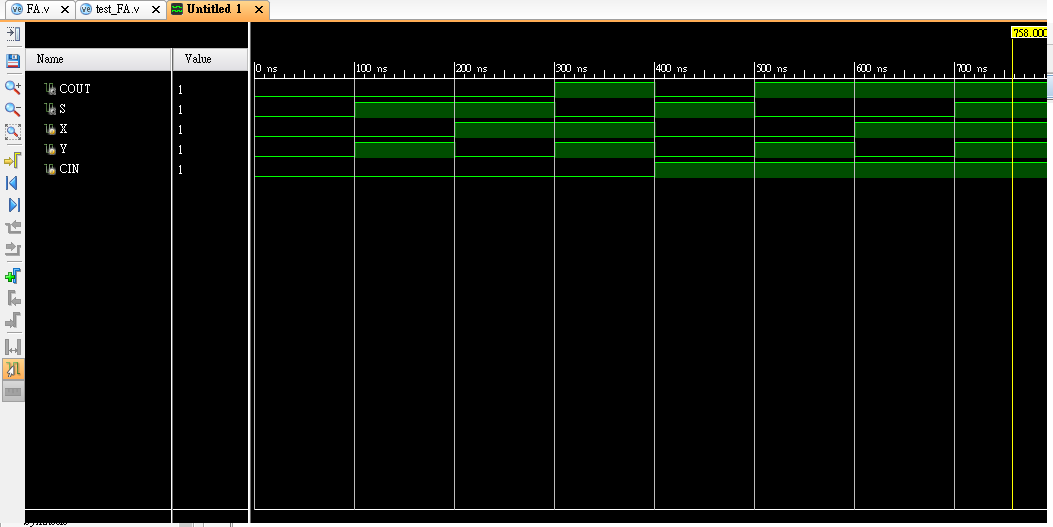 FA.v test_FA.v Untitled 1
758.000
Name Value
0 ns 100 ns 200 ns 300 ns 400 ns 500 ns 600 ns 700 ns
COUT 1
S 1
X 1
Y 1
CIN 1